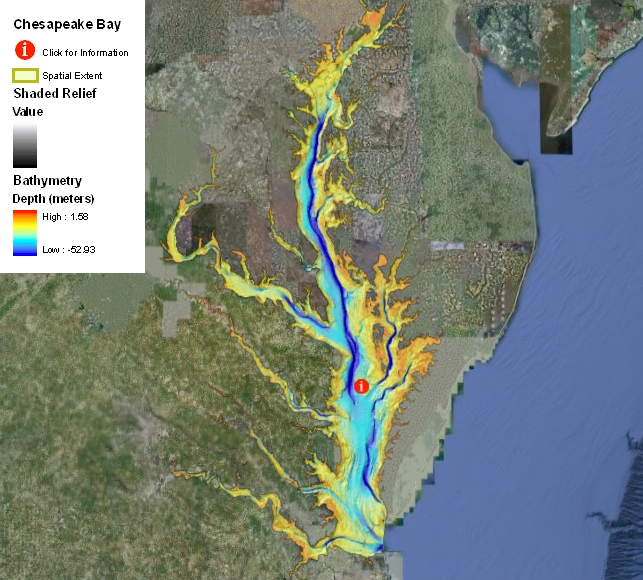 Chesapeake Bay
i
Click for Information
Spatial Extent
Shaded Relief
Value
Bathymetry
Depth (meters)
High : 1.58
Low : -52.93
i